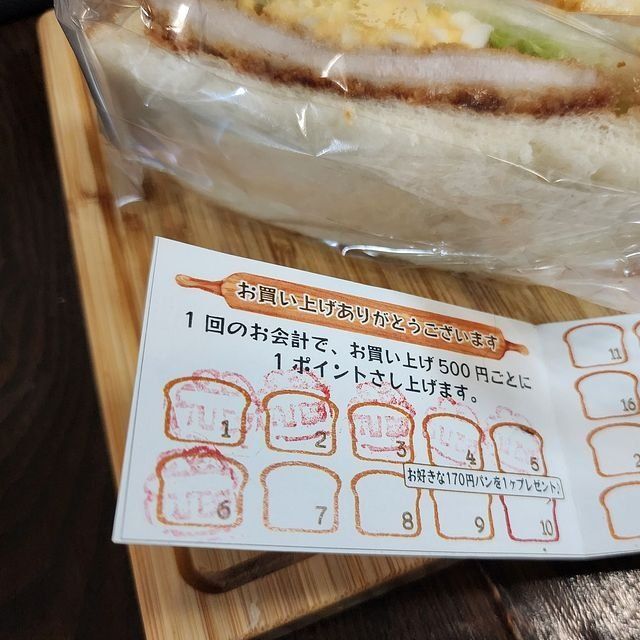 お買い上げありがとうございます
1回のお会計で、お買い上げ500円ごとに
1ポイントさし上げます。
1 2 3 4 5
お好きな170円パンを1ヶプレゼント♪
6 7 8 9 10
11
16